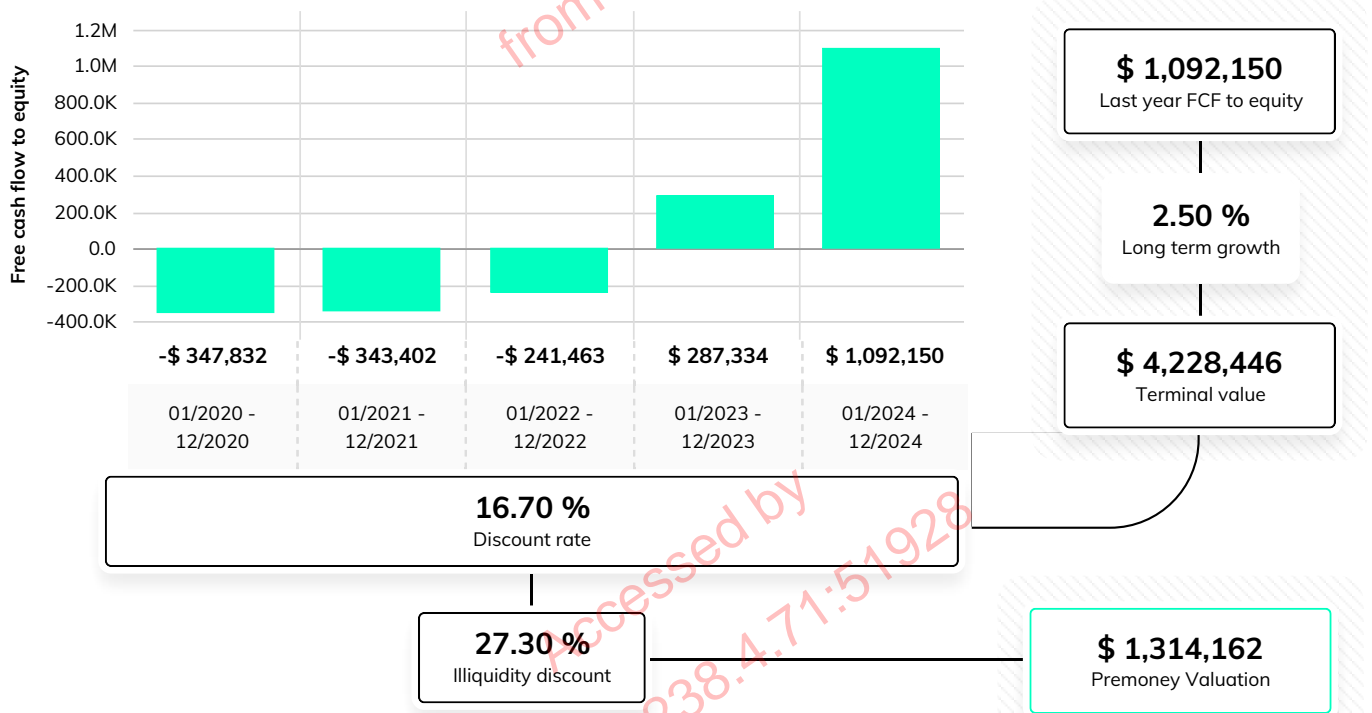 Free cash flow to equity
1.2M
1.0M
800.0K
600.0K
400.0K
200.0K
0.0
-200.0K
-400.0K
-$ 347,832
-$ 343,402
-$ 241,463
$ 287,334
$ 1,092,150
01/2020 -
12/2020
01/2021 -
12/2021
01/2022 -
12/2022
01/2023 -
12/2023
01/2024 -
12/2024
16.70 %
Discount rate
27.30 %
Illiquidity discount
$ 1,092,150
Last year FCF to equity
2.50 %
Long term growth
$ 4,228,446
Terminal value
$ 1,314,162
Premoney Valuation
from
Accessed by
238.4.71:51928